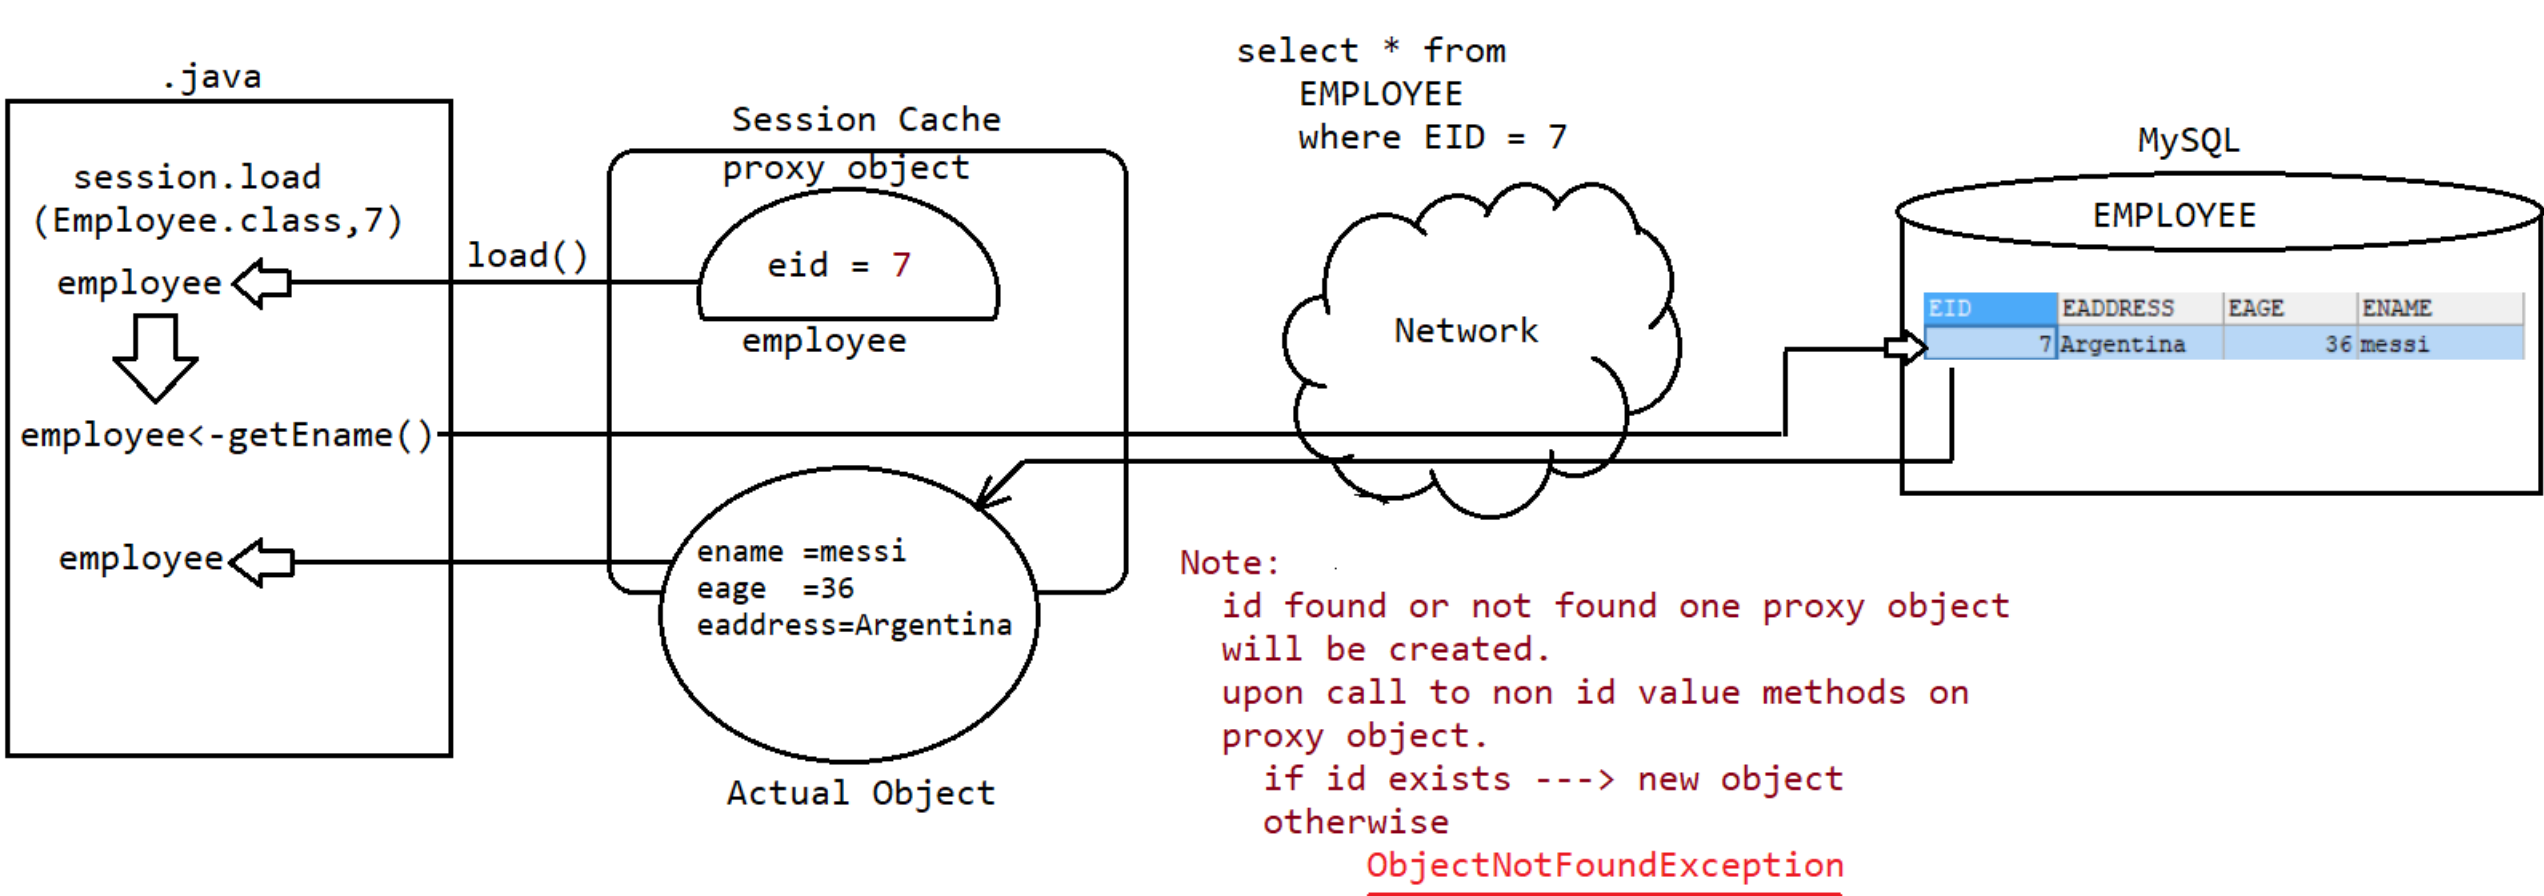 .java
session.load
(Employee.class,7)
employee
employee<-getEname()
employee
load()
Session Cache
proxy object
eid = 7
employee
ename =messi
eage  =36
eaddress=Argentina
Actual Object
select * from
EMPLOYEE
where EID = 7
Network
MySQL
EMPLOYEE
EID EADDRESS EAGE ENAME
7 Argentina 36 messi
Note:
id found or not found one proxy object
will be created.
upon call to non id value methods on
proxy object.
if id exists ---> new object
otherwise
ObjectNotFoundException